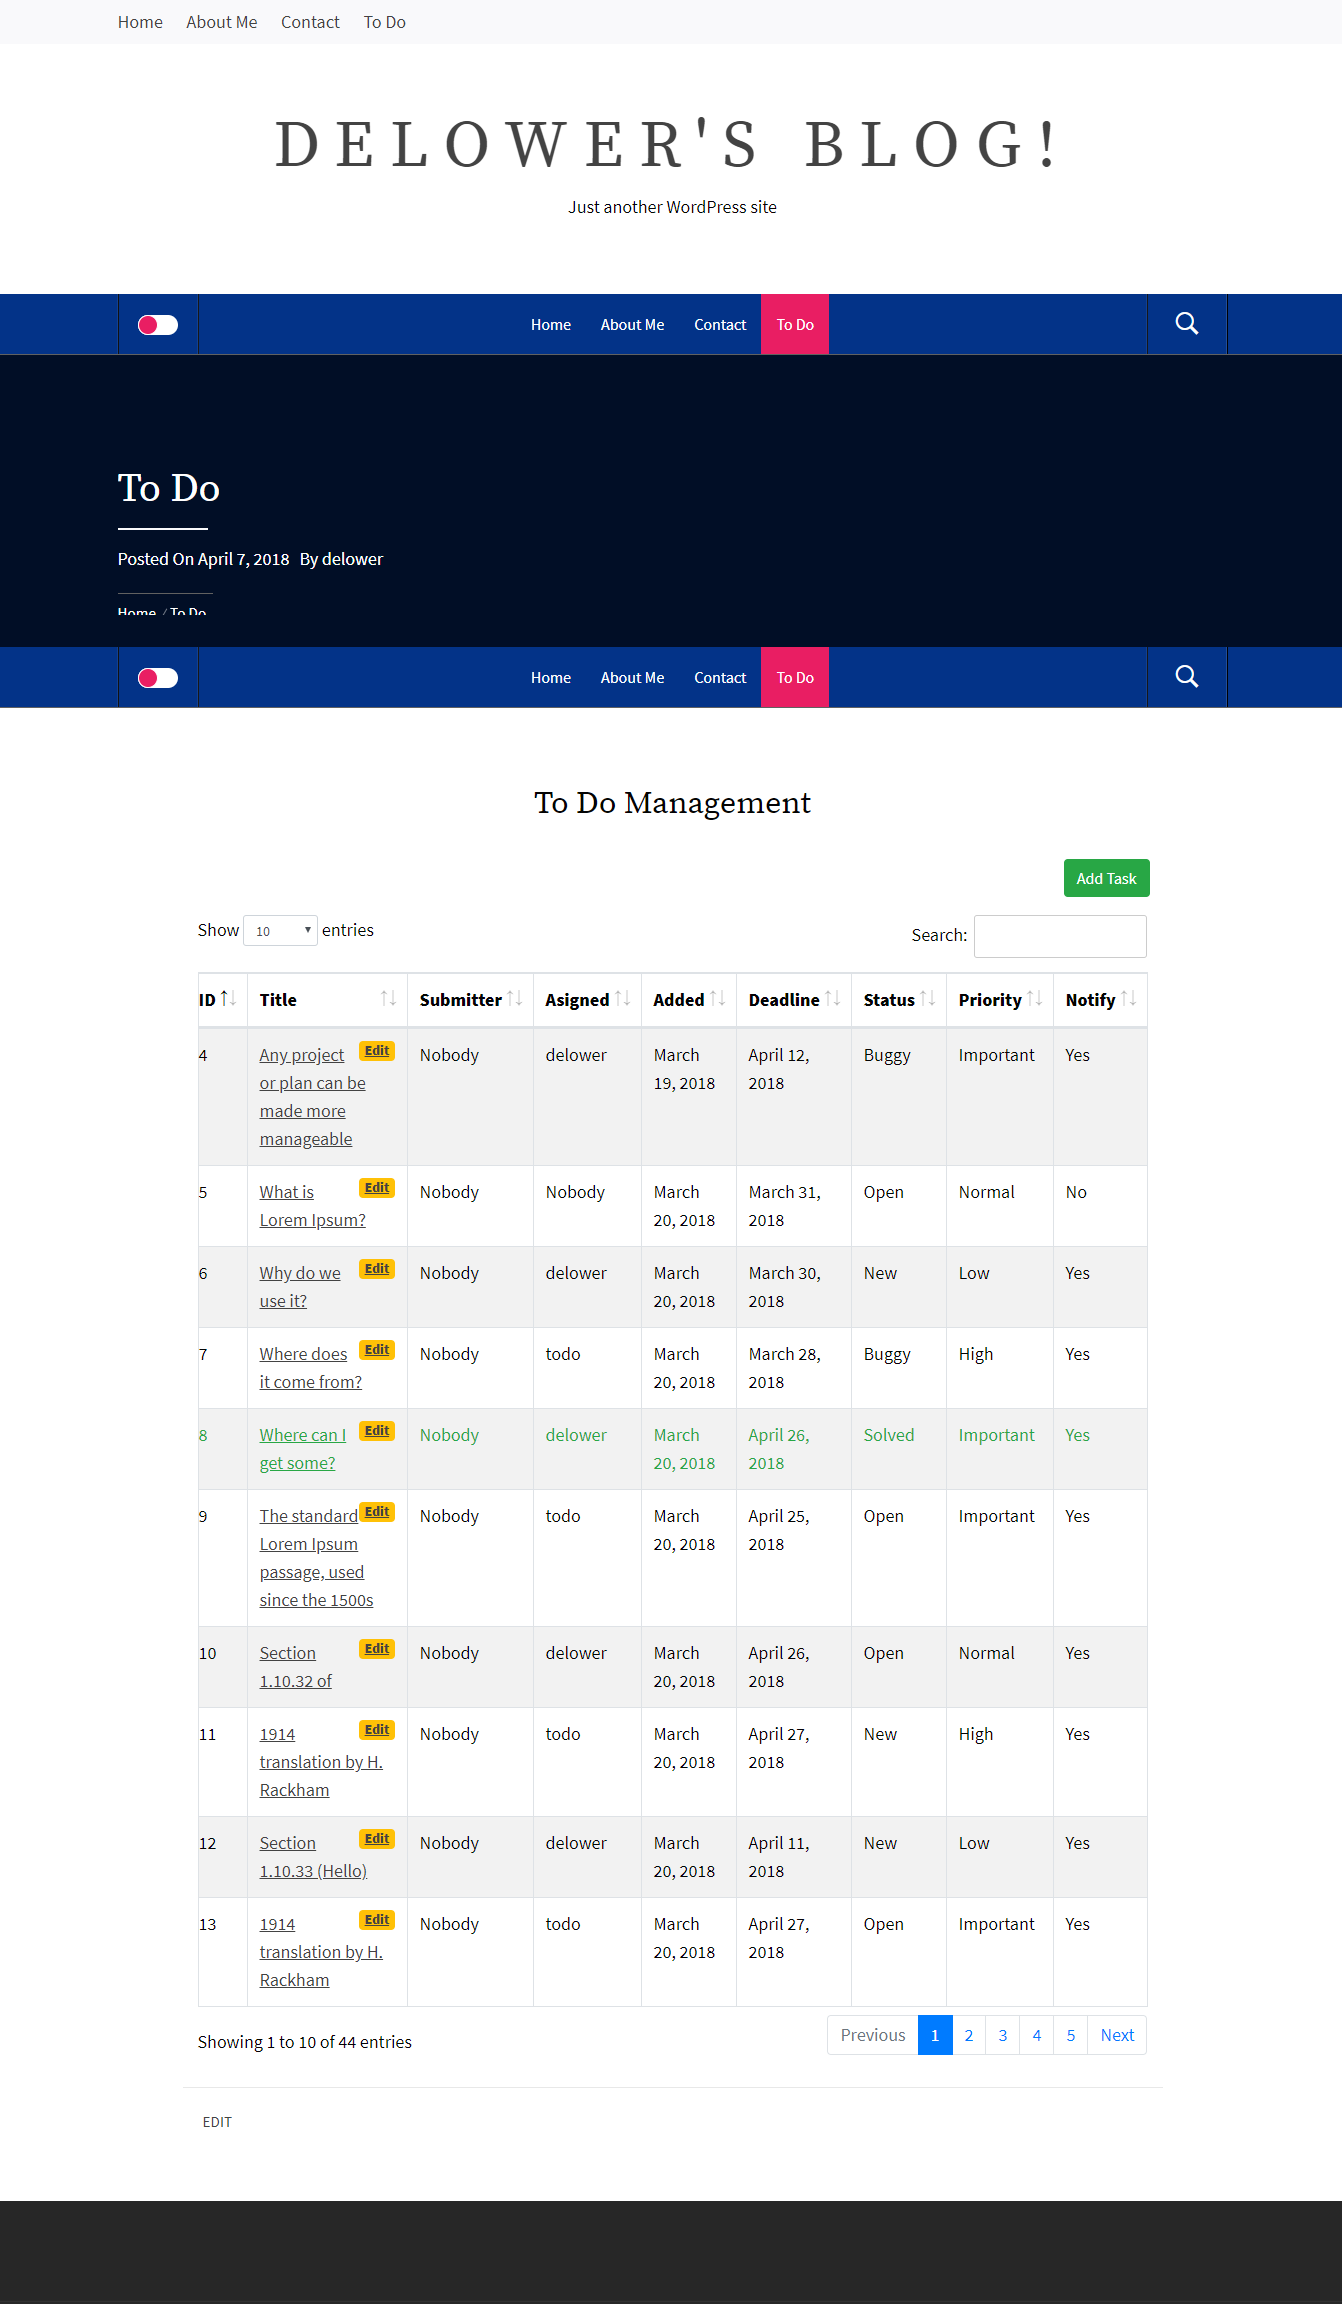 Home About Me Contact To Do
DELOWER'S BLOG!
Just another WordPress site
Home About Me Contact To Do
To Do
Posted On April 7, 2018 By delower
Home / To Do
Home About Me Contact To Do
To Do Management
Add Task
Show 10 entries Search:
ID Title Submitter Asigned Added Deadline Status Priority Notify
4 Any project Edit Nobody delower March April 12, Buggy Important Yes
or plan can be 19, 2018 2018
made more
manageable
5 What is Edit Nobody Nobody March March 31, Open Normal No
Lorem Ipsum? 20, 2018 2018
6 Why do we Edit Nobody delower March March 30, New Low Yes
use it? 20, 2018 2018
7 Where does Edit Nobody todo March March 28, Buggy High Yes
it come from? 20, 2018 2018
8 Where can I Edit Nobody delower March April 26, Solved Important Yes
get some? 20, 2018 2018
9 The standard Edit Nobody todo March April 25, Open Important Yes
Lorem Ipsum 20, 2018 2018
passage, used
since the 1500s
10 Section Edit Nobody delower March April 26, Open Normal Yes
1.10.32 of 20, 2018 2018
11 1914 Edit Nobody todo March April 27, New High Yes
translation by H. 20, 2018 2018
Rackham
12 Section Edit Nobody delower March April 11, New Low Yes
1.10.33 (Hello) 20, 2018 2018
13 1914 Edit Nobody todo March April 27, Open Important Yes
translation by H. 20, 2018 2018
Rackham
Showing 1 to 10 of 44 entries Previous 1 2 3 4 5 Next
EDIT